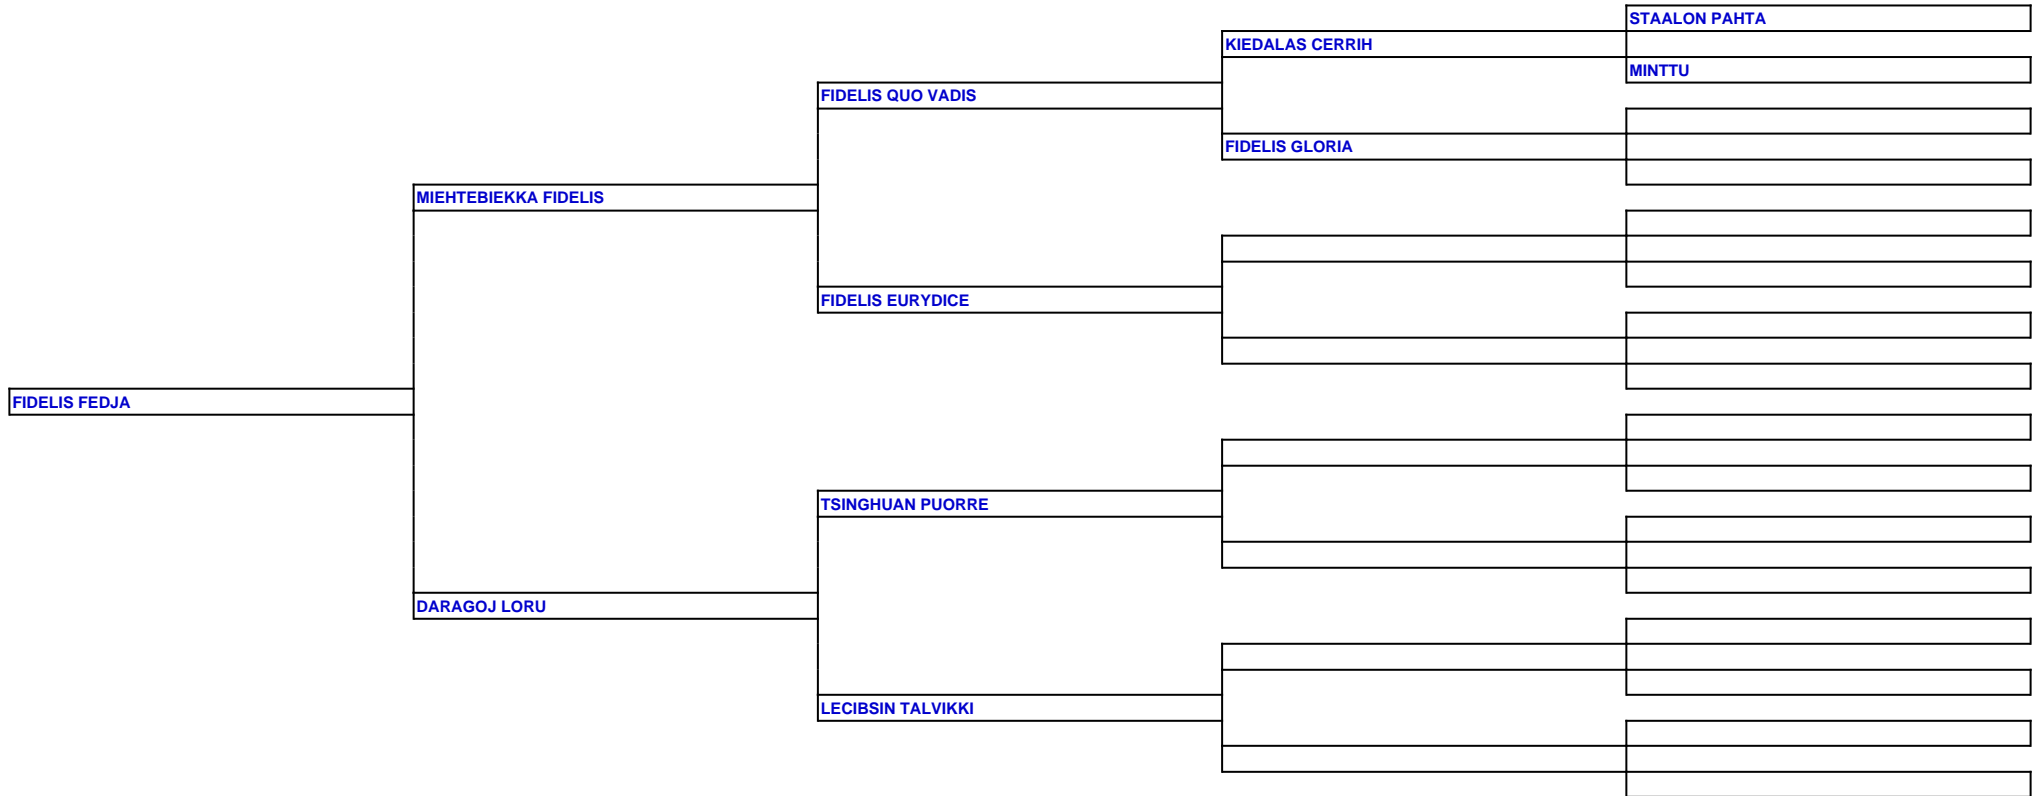 STAALON PAHTA
KIEDALAS CERRIH
MINTTU
FIDELIS QUO VADIS
FIDELIS GLORIA
MIEHTEBIEKKA FIDELIS
FIDELIS EURYDICE
FIDELIS FEDJA
TSINGHUAN PUORRE
DARAGOJ LORU
LECIBSIN TALVIKKI